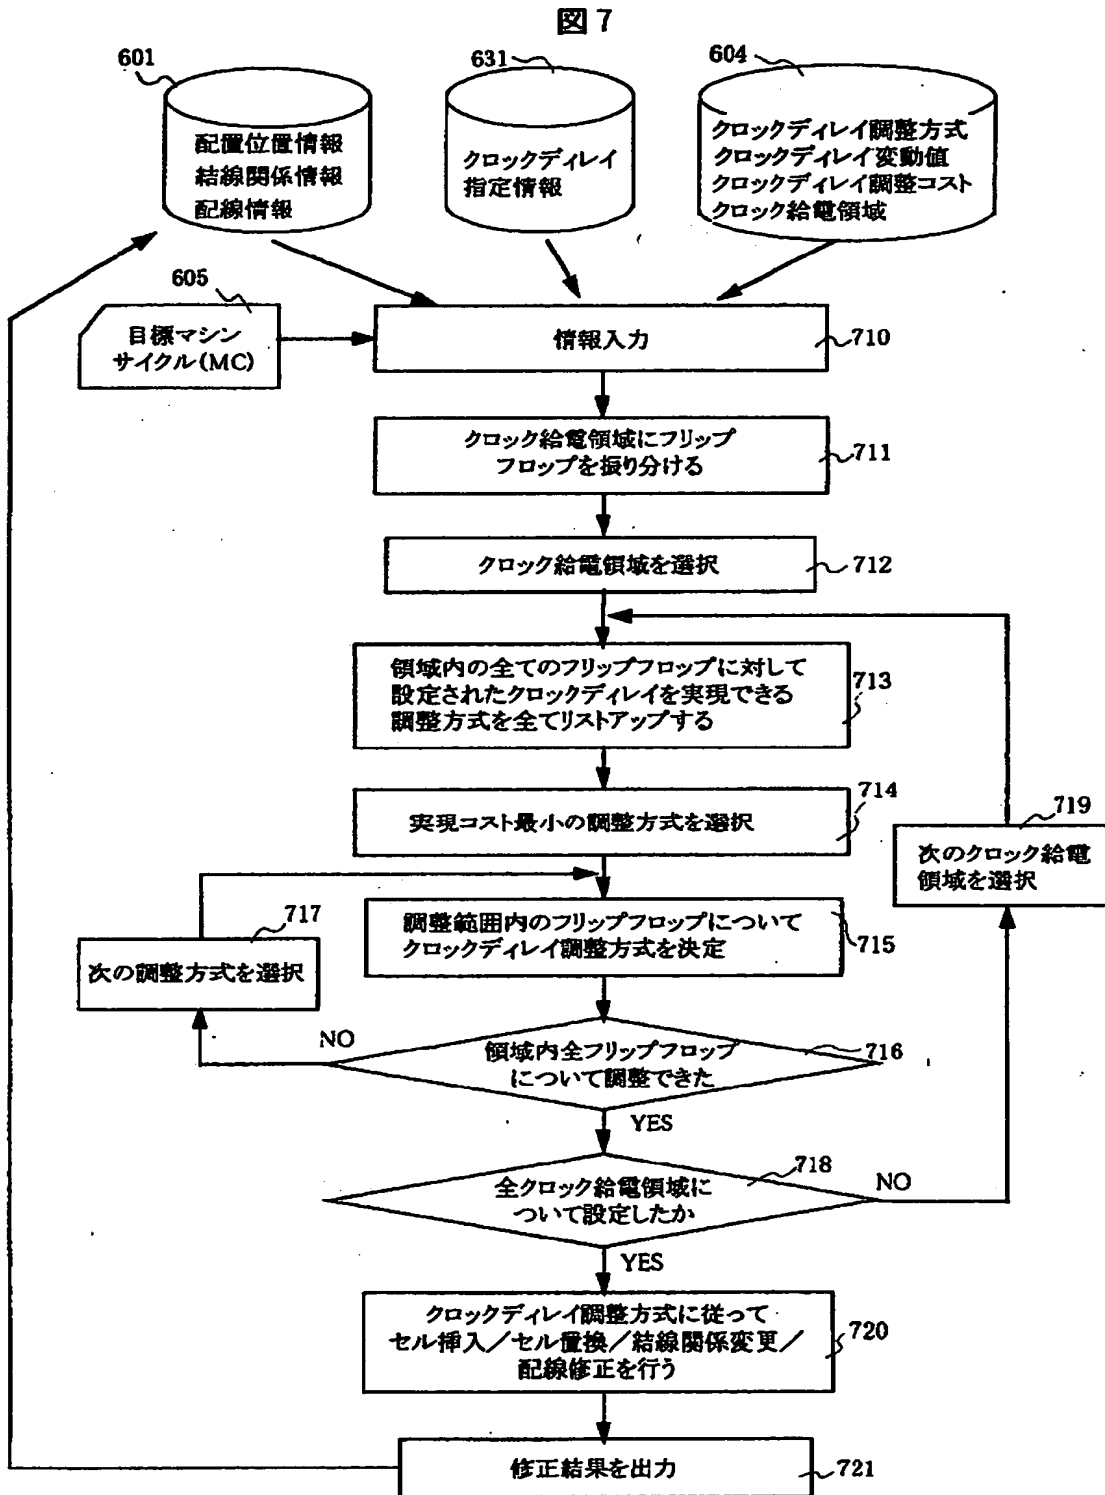 図7
601
配置位置情報
結線関係情報
配線情報
631
クロックディレイ
指定情報
604
クロックディレイ調整方式
クロックディレイ変動値
クロックディレイ調整コスト
クロック給電領域
605
目標マシン
サイクル(MC)
情報入力
710
クロック給電領域にフリップ
フロップを振り分ける
711
クロック給電領域を選択
712
領域内の全てのフリップフロップに対して
設定されたクロックディレイを実現できる
調整方式を全てリストアップする
713
実現コスト最小の調整方式を選択
714
719
次のクロック給電
領域を選択
717
次の調整方式を選択
調整範囲内のフリップフロップについて
クロックディレイ調整方式を決定
715
NO
領域内全フリップフロップ
について調整できた
716
YES
全クロック給電領域に
ついて設定したか
718
NO
YES
クロックディレイ調整方式に従って
セル挿入／セル置換／結線関係変更／
配線修正を行う
720
修正結果を出力
721